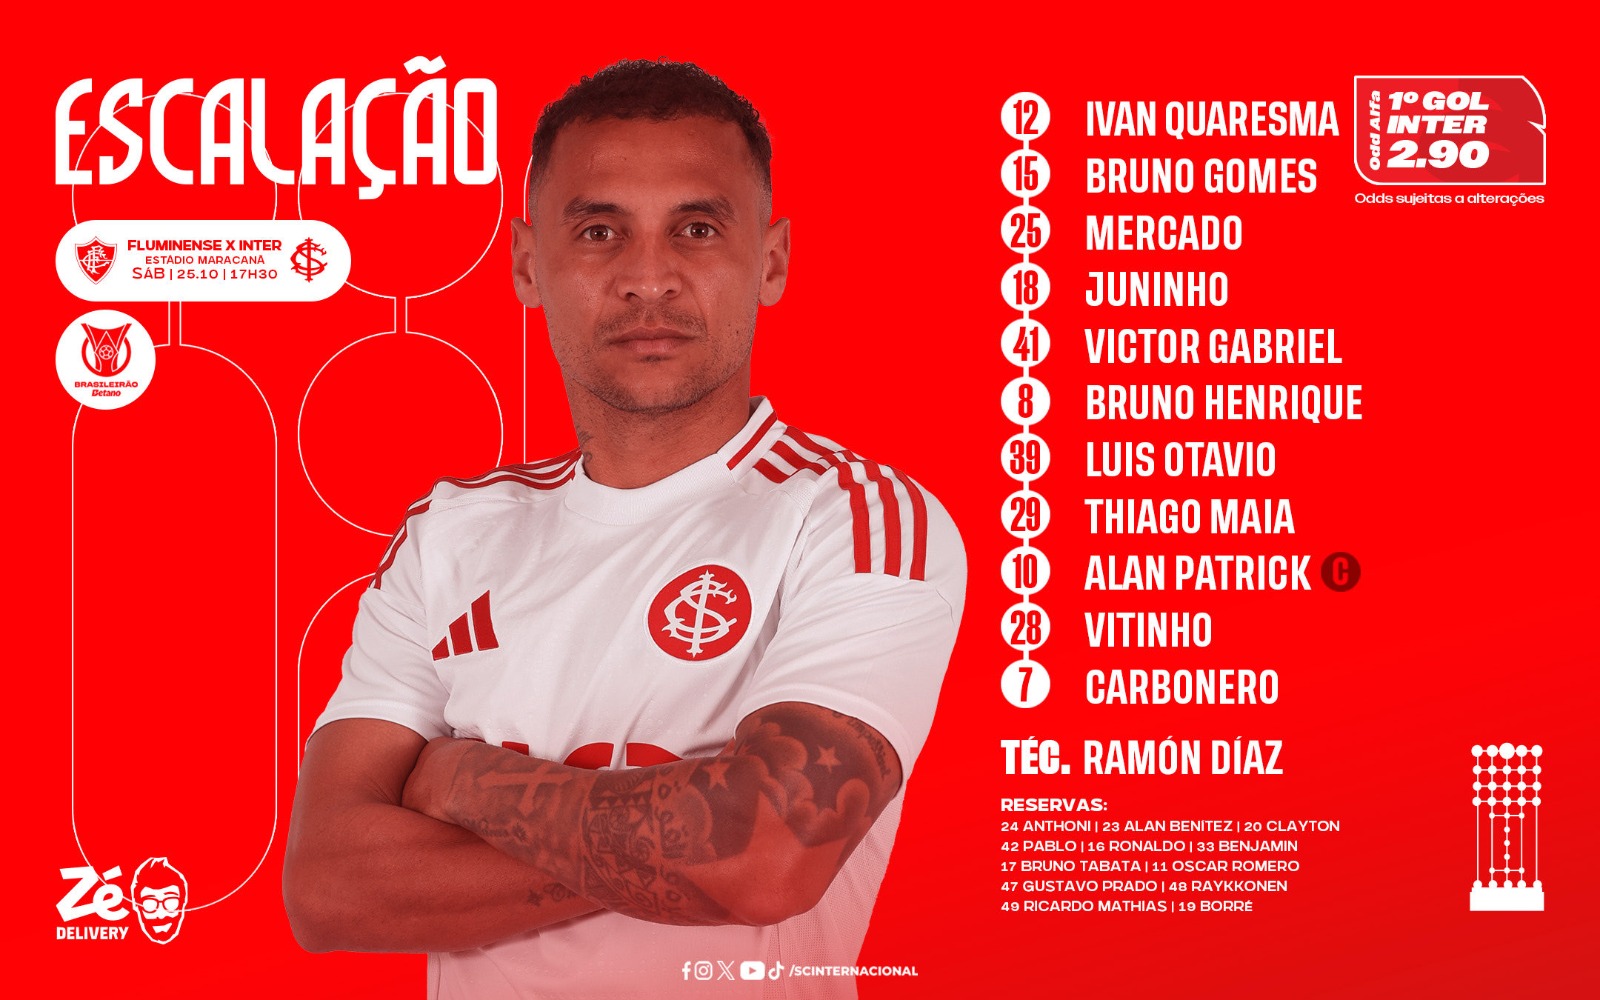 ESCALAÇÃO
FLUMINENSE X INTER
ESTÁDIO MARACANÃ
SÁB | 25.10 | 17H30
BRASILEIRÃO
Betano
12 IVAN QUARESMA
15 BRUNO GOMES
25 MERCADO
18 JUNINHO
41 VICTOR GABRIEL
8 BRUNO HENRIQUE
39 LUIS OTAVIO
29 THIAGO MAIA
10 ALAN PATRICK C
28 VITINHO
7 CARBONERO
TÉC. RAMÓN DÍAZ
RESERVAS:
24 ANTHONI | 23 ALAN BENÍTEZ | 20 CLAYTON
42 PABLO | 16 RONALDO | 33 BENJAMIN
17 BRUNO TABATA | 11 OSCAR ROMERO
47 GUSTAVO PRADO | 48 RAYKKONEN
49 RICARDO MATHIAS | 19 BORRÉ
Odd Alfa
1º GOL
INTER
2.90
Odds sujeitas a alterações
Zé
DELIVERY
/SCINTERNACIONAL